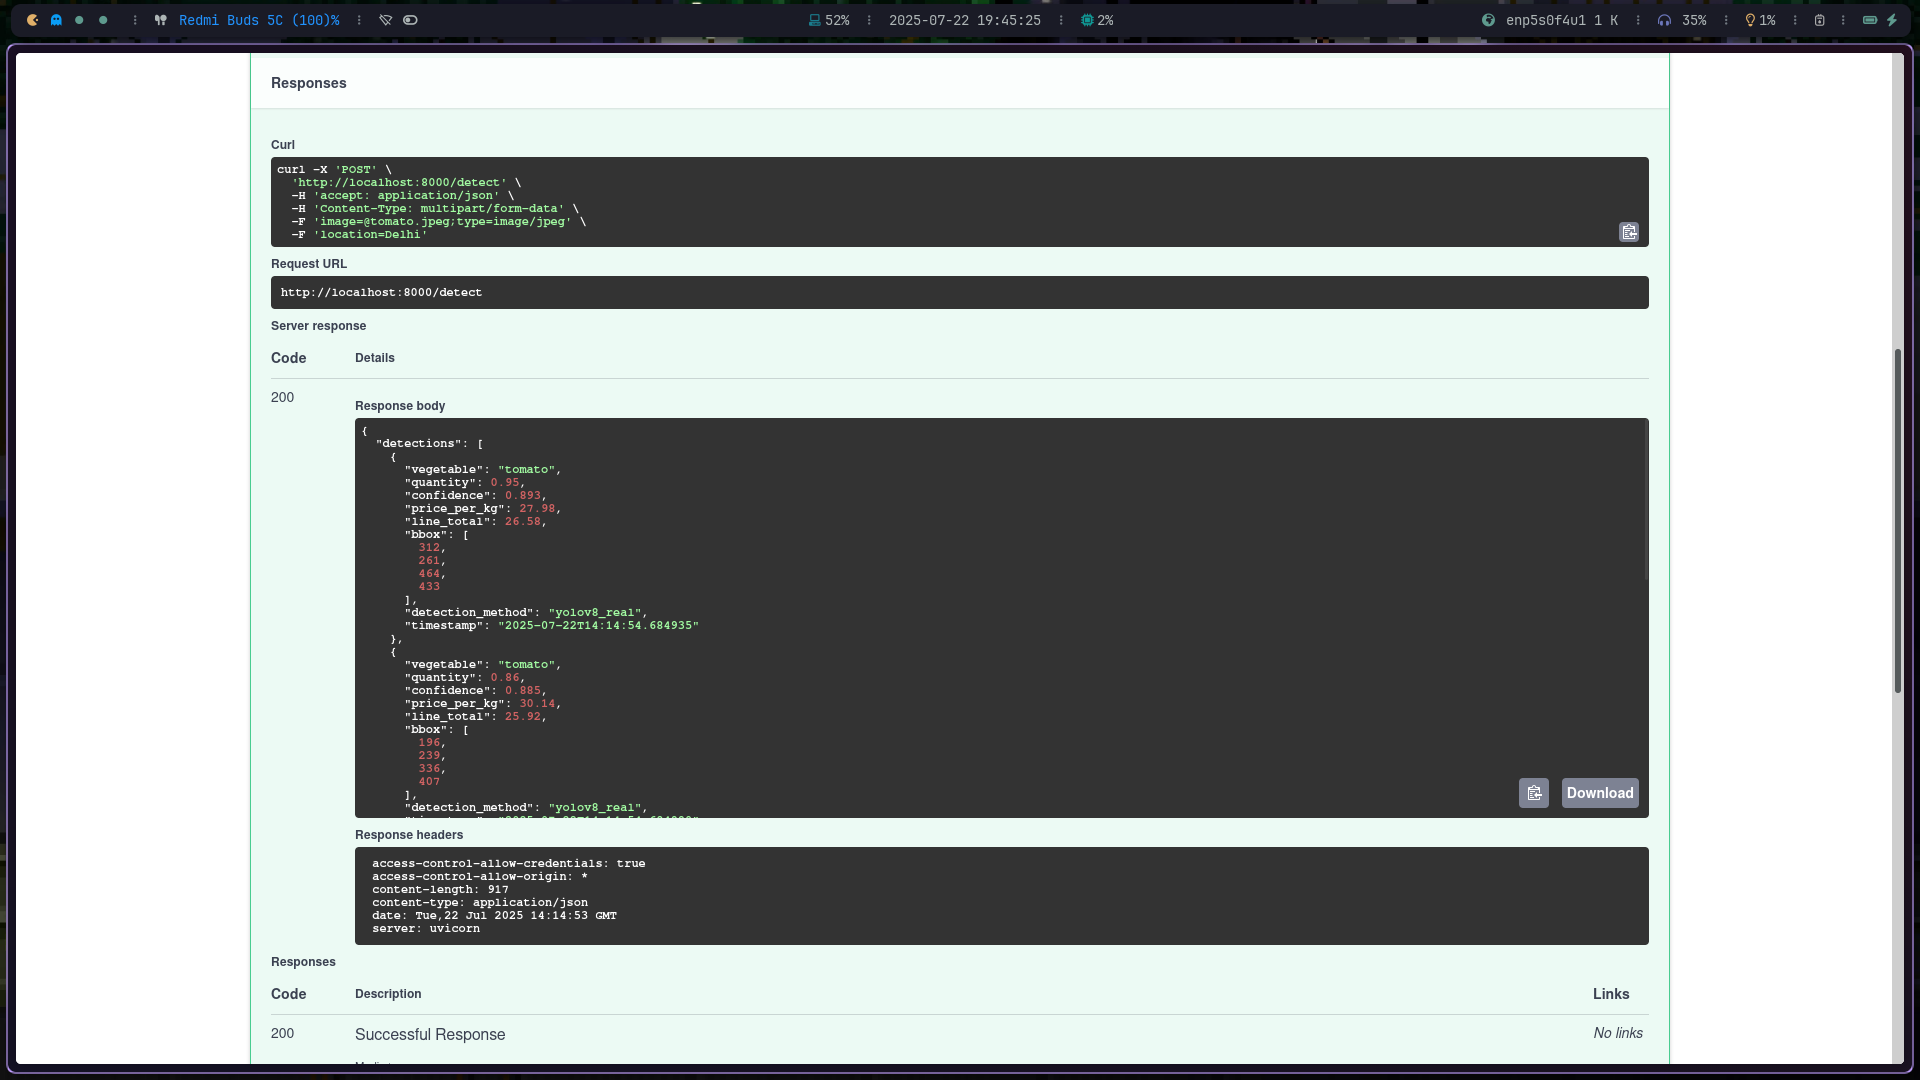 Redmi Buds 5C (100)%
52%
2025-07-22 19:45:25
2%
enp5s0f4u1 1 K
35%
1%
Responses
Curl
curl -X 'POST' \
'http://localhost:8000/detect' \
-H 'accept: application/json' \
-H 'Content-Type: multipart/form-data' \
-F 'image=@tomato.jpeg;type=image/jpeg' \
-F 'location=Delhi'
Request URL
http://localhost:8000/detect
Server response
Code Details
200
Response body
{
"detections": [
{
"vegetable": "tomato",
"quantity": 0.95,
"confidence": 0.893,
"price_per_kg": 27.98,
"line_total": 26.58,
"bbox": [
312,
261,
464,
433
],
"detection_method": "yolov8_real",
"timestamp": "2025-07-22T14:14:54.684935"
},
{
"vegetable": "tomato",
"quantity": 0.86,
"confidence": 0.885,
"price_per_kg": 30.14,
"line_total": 25.92,
"bbox": [
196,
239,
336,
407
],
"detection_method": "yolov8_real",
Download
Response headers
access-control-allow-credentials: true
access-control-allow-origin: *
content-length: 917
content-type: application/json
date: Tue,22 Jul 2025 14:14:53 GMT
server: uvicorn
Responses
Code Description Links
200 Successful Response No links